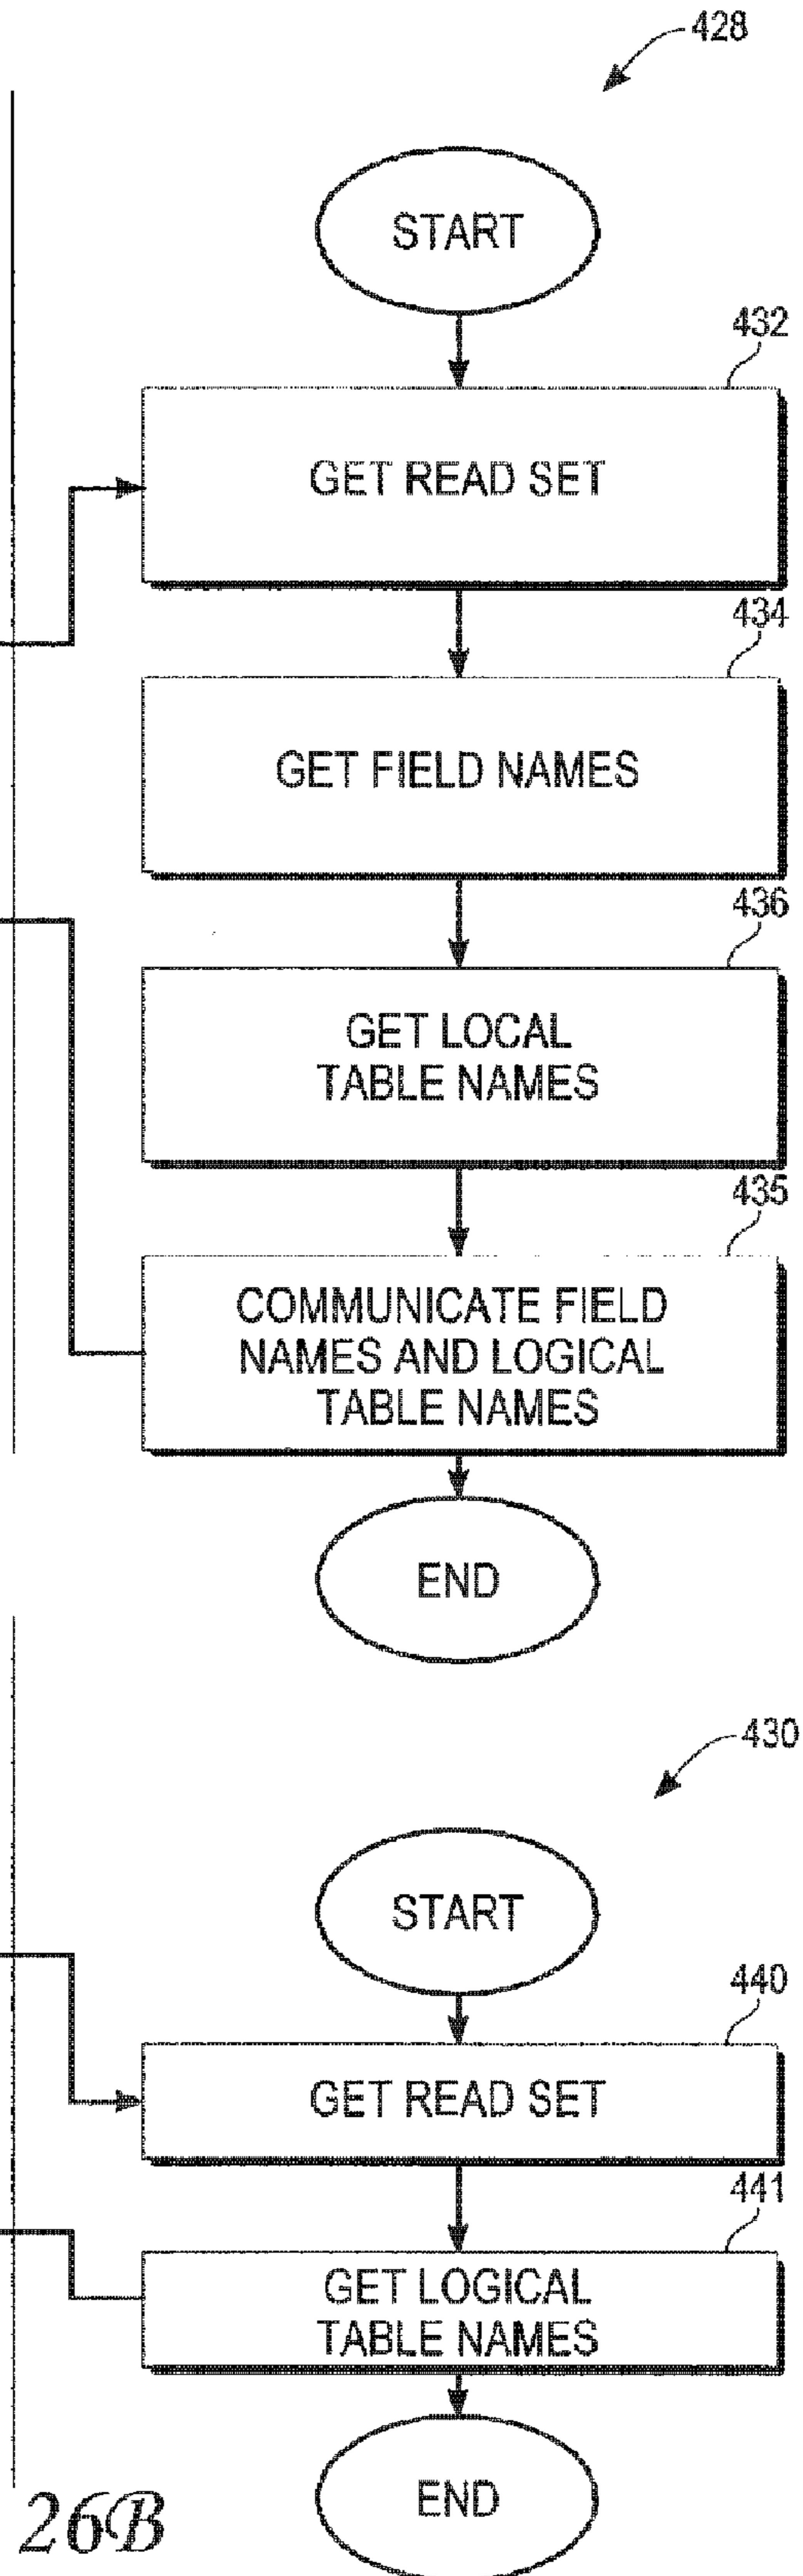 428
START
432
GET READ SET
434
GET FIELD NAMES
436
GET LOCAL
TABLE NAMES
435
COMMUNICATE FIELD
NAMES AND LOGICAL
TABLE NAMES
END
430
START
440
GET READ SET
441
GET LOGICAL
TABLE NAMES
END
26B